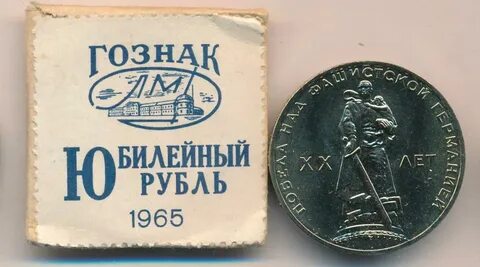 ГОЗНАК
ЛМД
ЮБИЛЕЙНЫЙ
РУБЛЬ
1965
ПОБЕДА НАД ФАШИСТСКОЙ ГЕРМАНИЕЙ
XX ЛЕТ